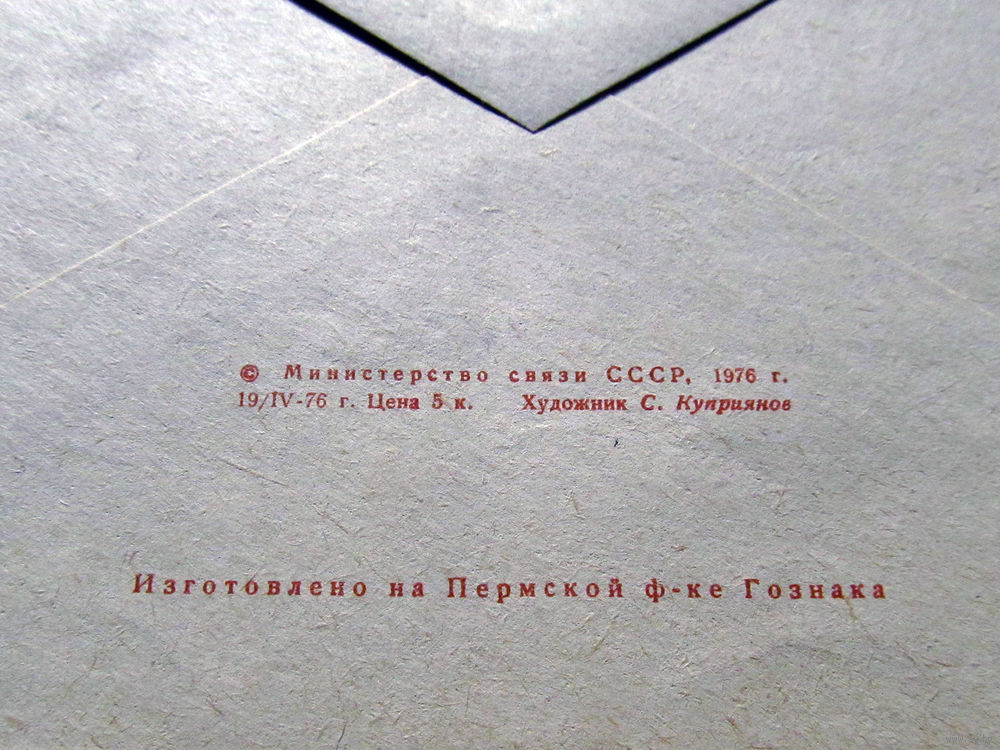 © Министерство связи СССР, 1976 г.
19/IV-76 г. Цена 5 к. Художник С. Куприянов
Изготовлено на Пермской ф-ке Гознака